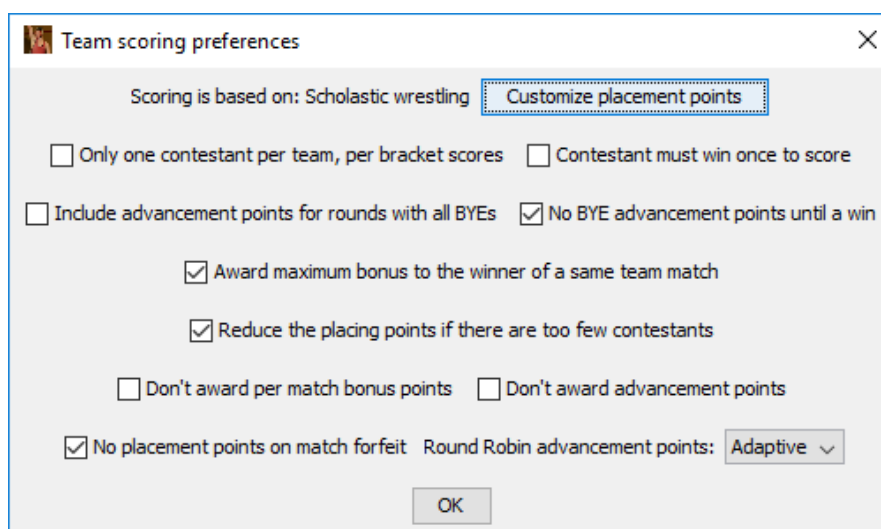 Team scoring preferences
Scoring is based on: Scholastic wrestling Customize placement points
Only one contestant per team, per bracket scores Contestant must win once to score
Include advancement points for rounds with all BYEs No BYE advancement points until a win
Award maximum bonus to the winner of a same team match
Reduce the placing points if there are too few contestants
Don't award per match bonus points Don't award advancement points
No placement points on match forfeit Round Robin advancement points: Adaptive
OK